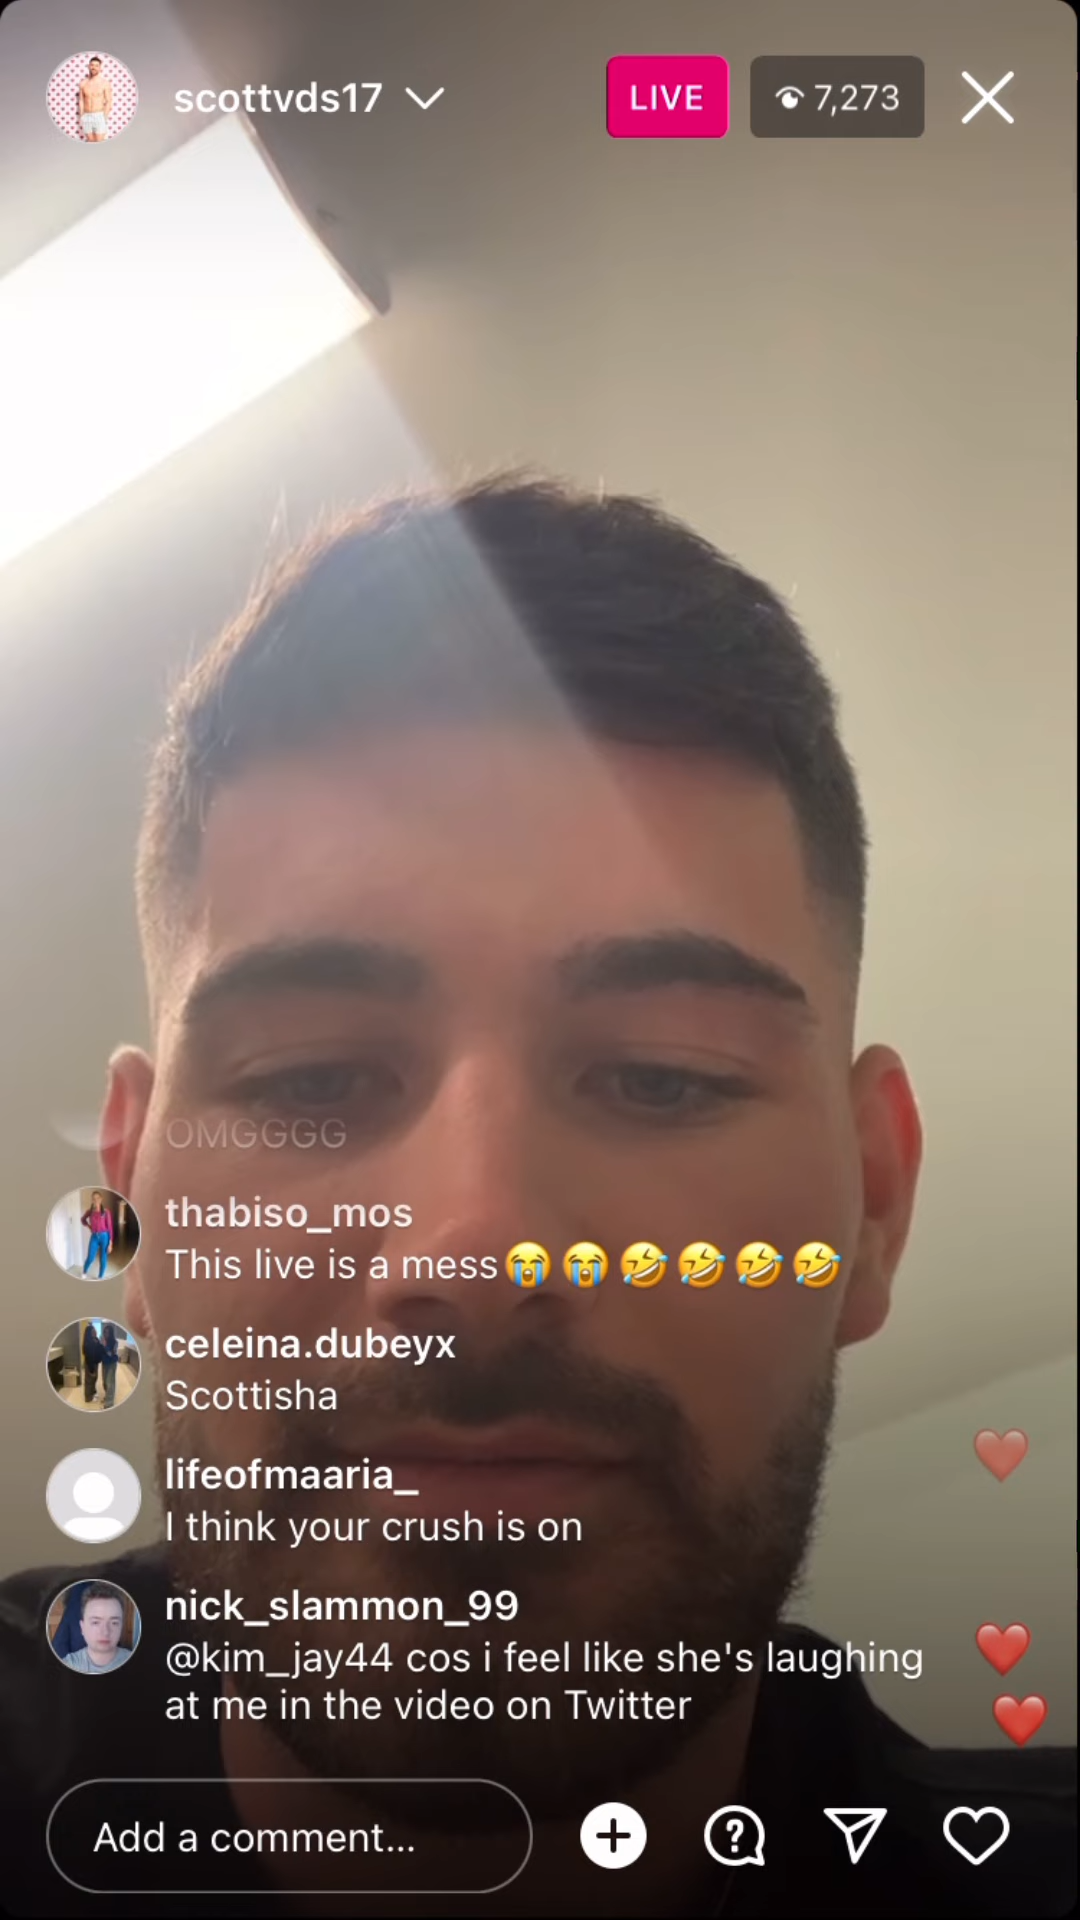 scottvds17
LIVE
7,273
OMGGGG
thabiso_mos
This live is a mess😭😭🤣🤣🤣🤣
celeina.dubeyx
Scottisha
lifeofmaaria_
I think your crush is on
nick_slammon_99
@kim_jay44 cos i feel like she's laughing
at me in the video on Twitter
Add a comment...